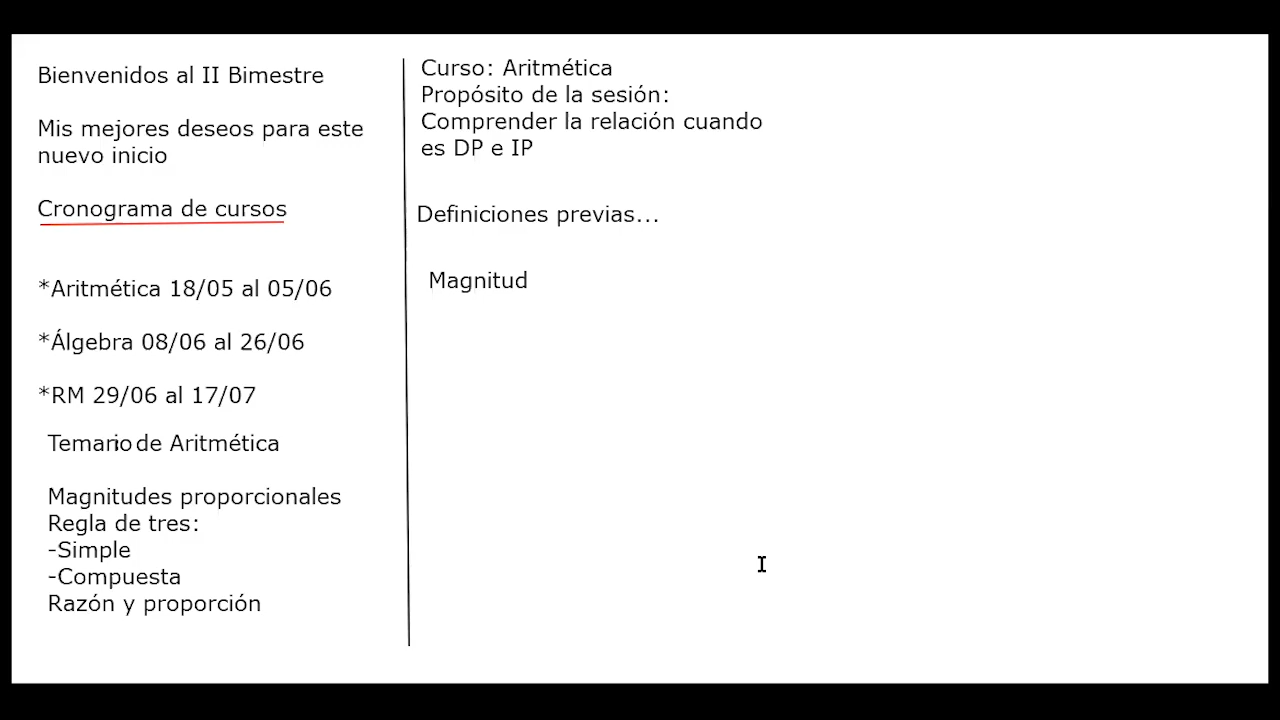 Bienvenidos al II Bimestre
Mis mejores deseos para este
nuevo inicio
Cronograma de cursos
*Aritmética 18/05 al 05/06
*Álgebra 08/06 al 26/06
*RM 29/06 al 17/07
Temario de Aritmética
Magnitudes proporcionales
Regla de tres:
-Simple
-Compuesta
Razón y proporción
Curso: Aritmética
Propósito de la sesión:
Comprender la relación cuando
es DP e IP
Definiciones previas...
Magnitud